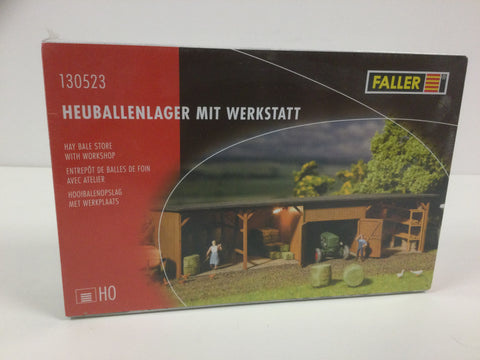 130523
FALLER
HEUBALLENLAGER MIT WERKSTATT
HAY BALE STORE
WITH WORKSHOP
ENTREPÔT DE BALLES DE FOIN
AVEC ATELIER
HOOIBALENOPSLAG
MET WERKPLAATS
H0